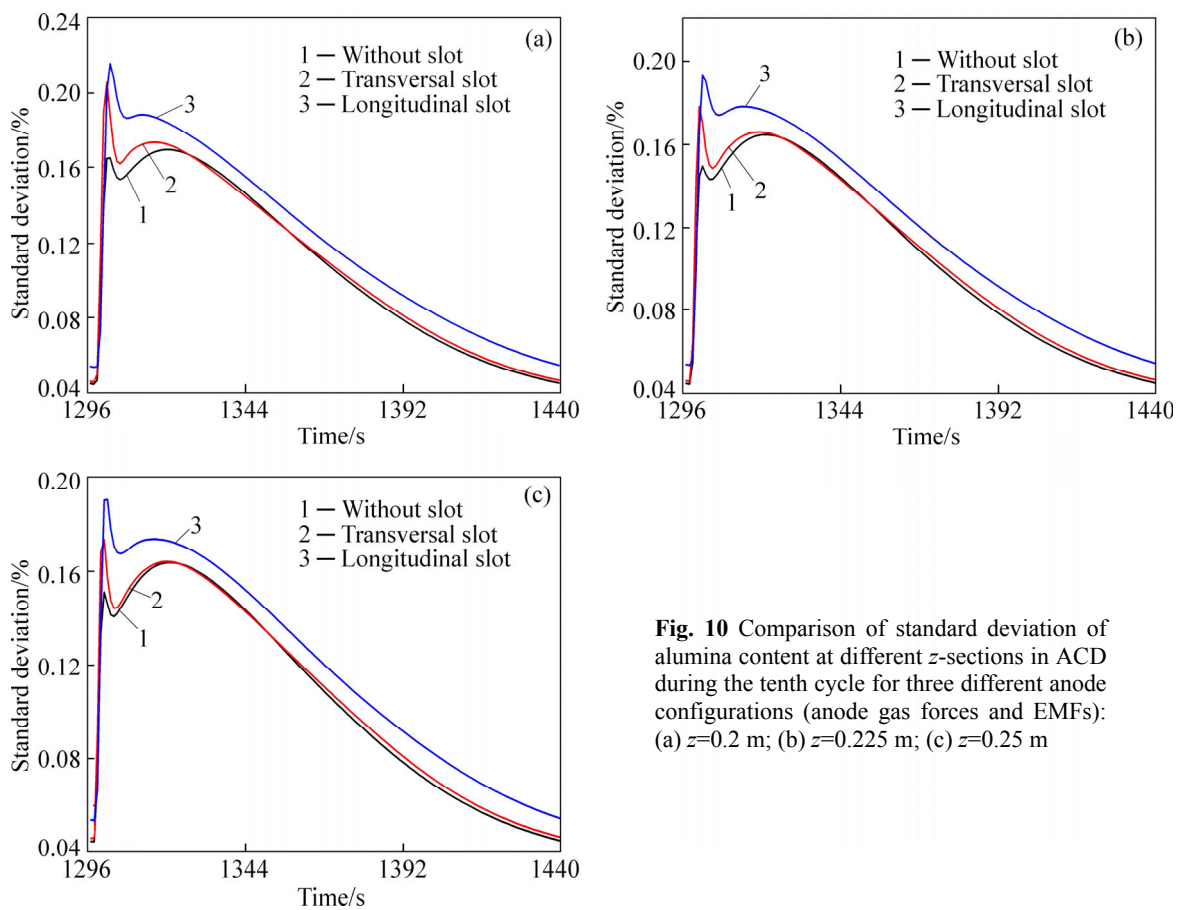 0.24
(a)
1 — Without slot
2 — Transversal slot
3 — Longitudinal slot
0.20
3
0.16
2
1
0.12
0.08
0.04
1296
1344
1392
1440
Standard deviation/%
Time/s
(b)
0.20
1 — Without slot
2 — Transversal slot
3 — Longitudinal slot
3
0.16
2
1
0.12
0.08
0.04
1296
1344
1392
1440
Standard deviation/%
Time/s
0.20
(c)
1 — Without slot
2 — Transversal slot
3 — Longitudinal slot
3
0.16
2
1
0.12
0.08
0.04
1296
1344
1392
1440
Standard deviation/%
Time/s
Fig. 10 Comparison of standard deviation of
alumina content at different z-sections in ACD
during the tenth cycle for three different anode
configurations (anode gas forces and EMFs):
(a) z=0.2 m; (b) z=0.225 m; (c) z=0.25 m